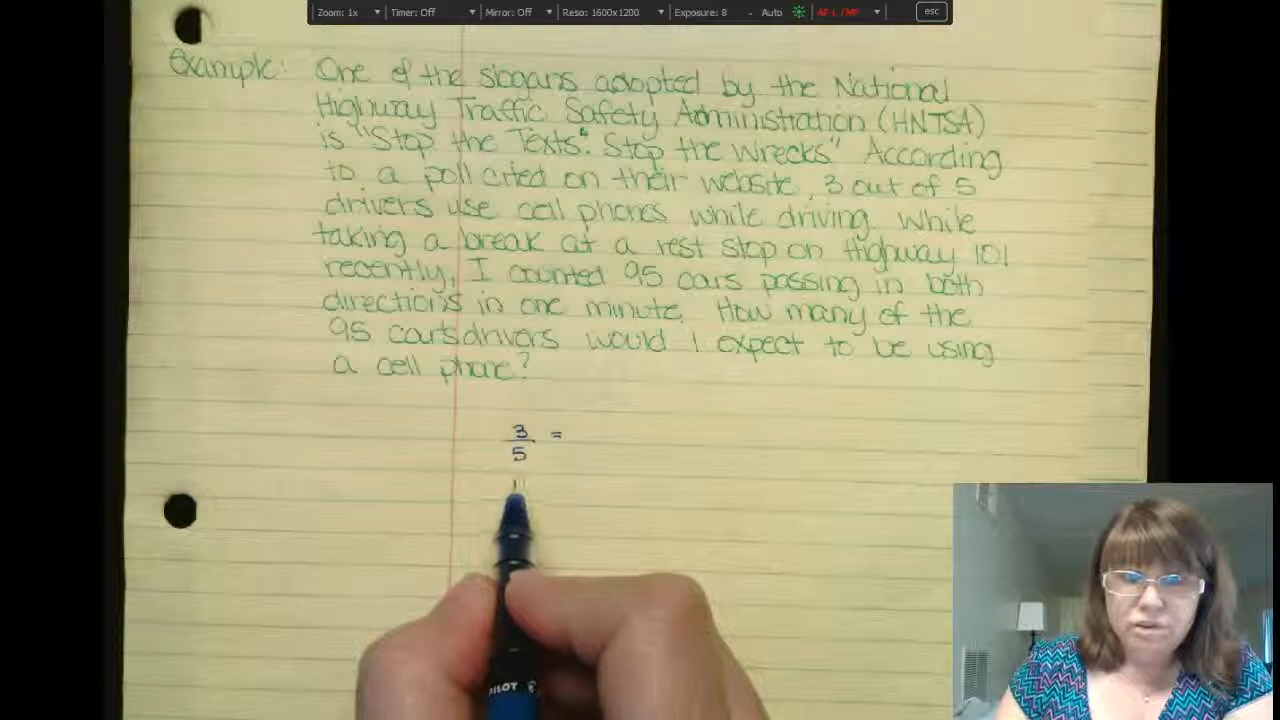 Zoom: 1x Timer: Off Mirror: Off Reso: 1600x1200 Exposure: 8 - Auto AF-L / MF esc
Example: One of the slogans adopted by the National
Highway Traffic Safety Administration (HNTSA)
is "Stop the Texts. Stop the Wrecks" According
to a poll cited on their website, 3 out of 5
drivers use cell phones while driving. While
taking a break at a rest stop on Highway 101
recently, I counted 95 cars passing in both
directions in one minute. How many of the
95 cars drivers would I expect to be using
a cell phone?
3 =
5
PILOT